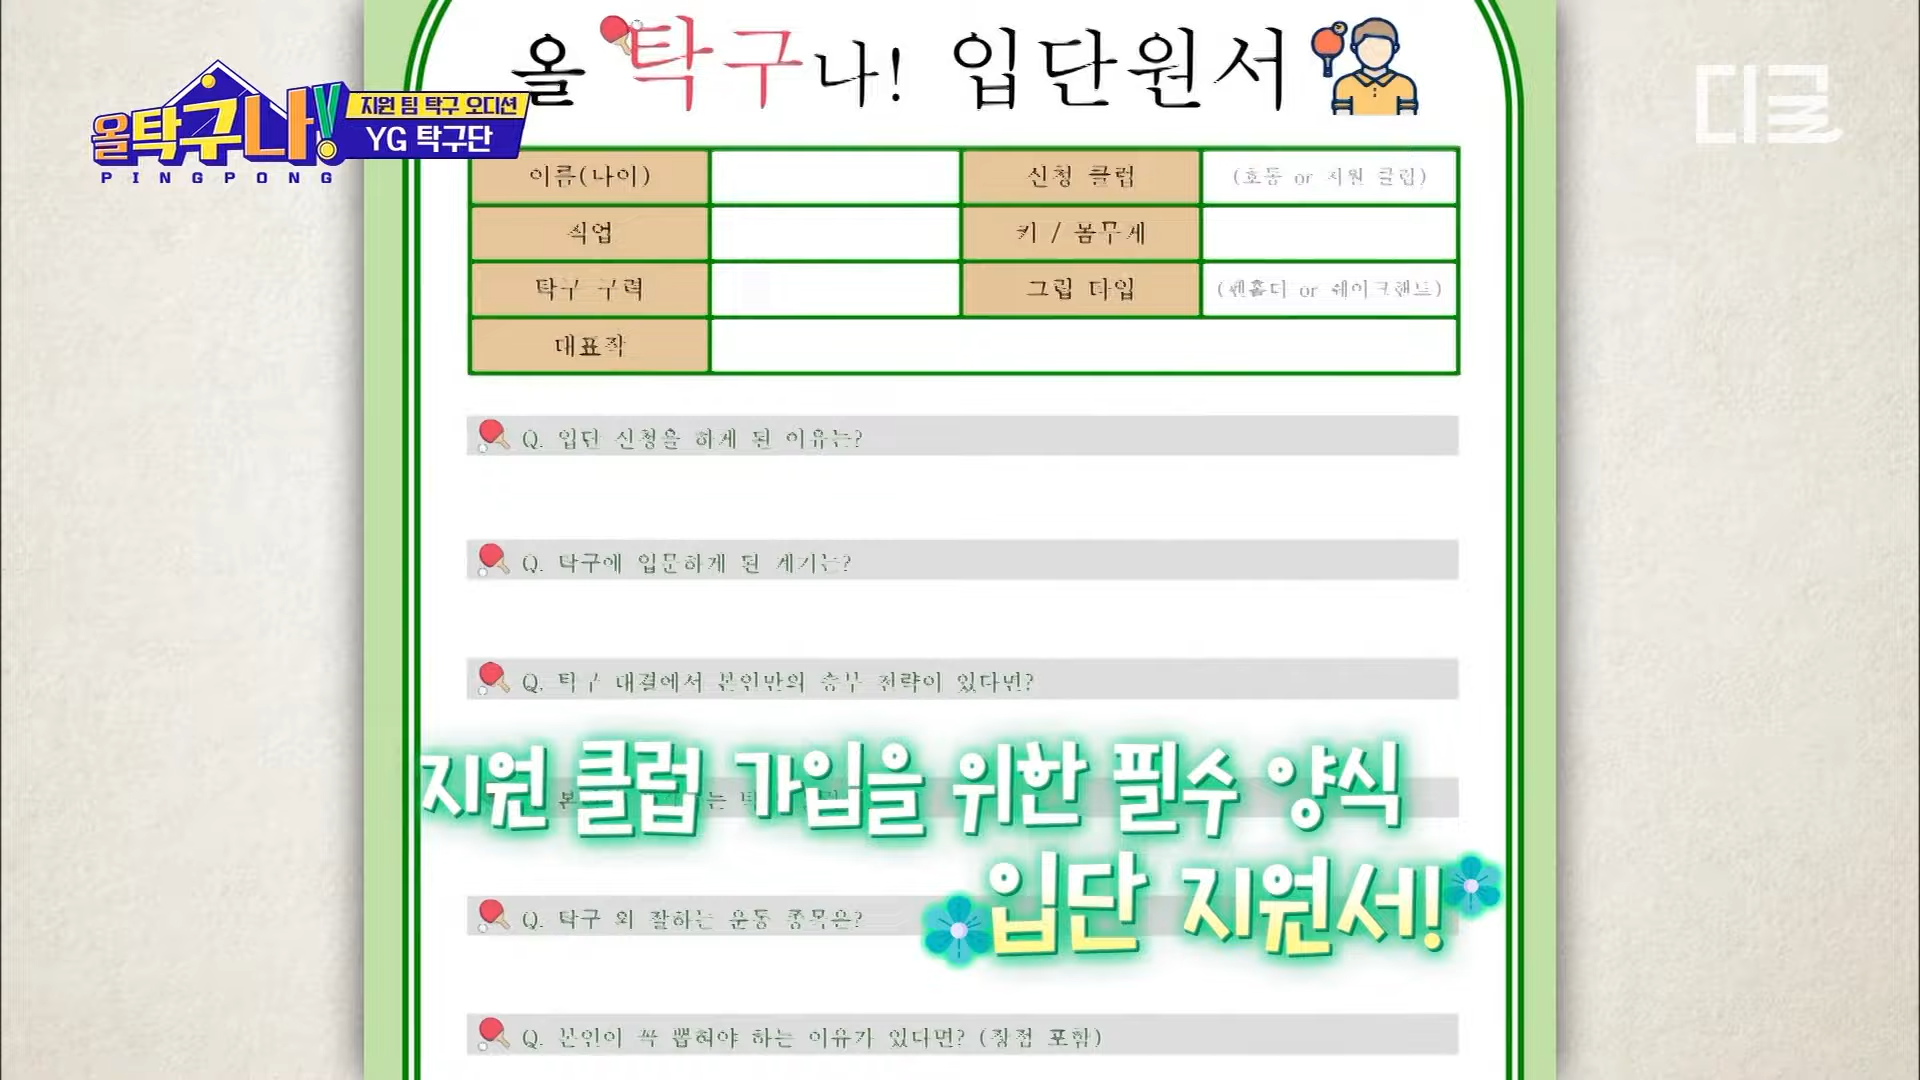 올 탁구나! 입단원서
올탁구나!
PINGPONG
지원 팀 탁구 오디션
YG 탁구단
디글
이름(나이) 신청 클럽 (호동 or 지원 클럽)
직업 키 / 몸무게
탁구 구력 그립 타입 (펜홀더 or 쉐이크핸드)
대표작
Q. 입단 신청을 하게 된 이유는?
Q. 탁구에 입문하게 된 계기는?
Q. 탁구 대결에서 본인만의 승부 전략이 있다면?
지원 클럽 가입을 위한 필수 양식
입단 지원서!
Q. 탁구 외 잘하는 운동 종목은?
Q. 본인이 꼭 뽑혀야 하는 이유가 있다면? (장점 포함)